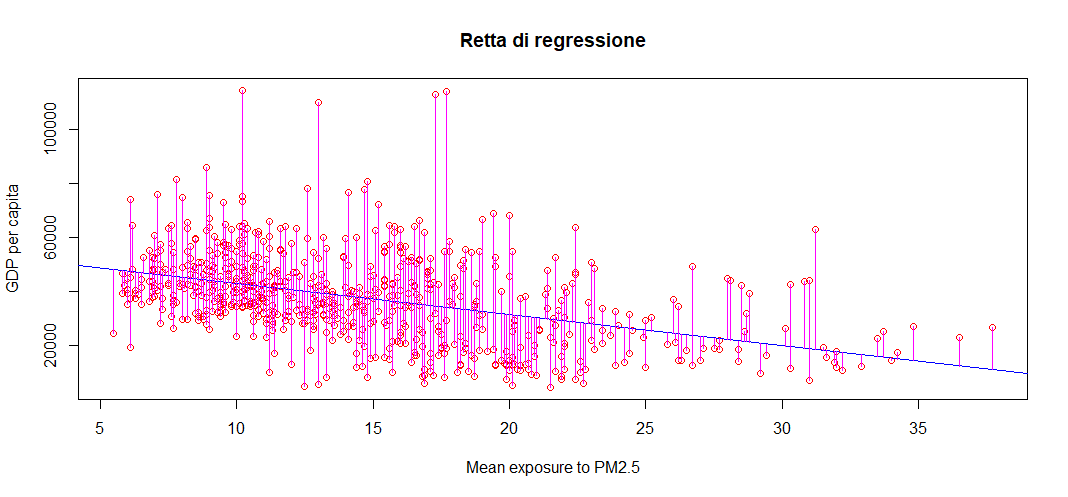 Retta di regressione
GDP per capita
100000
60000
20000
5 10 15 20 25 30 35
Mean exposure to PM2.5